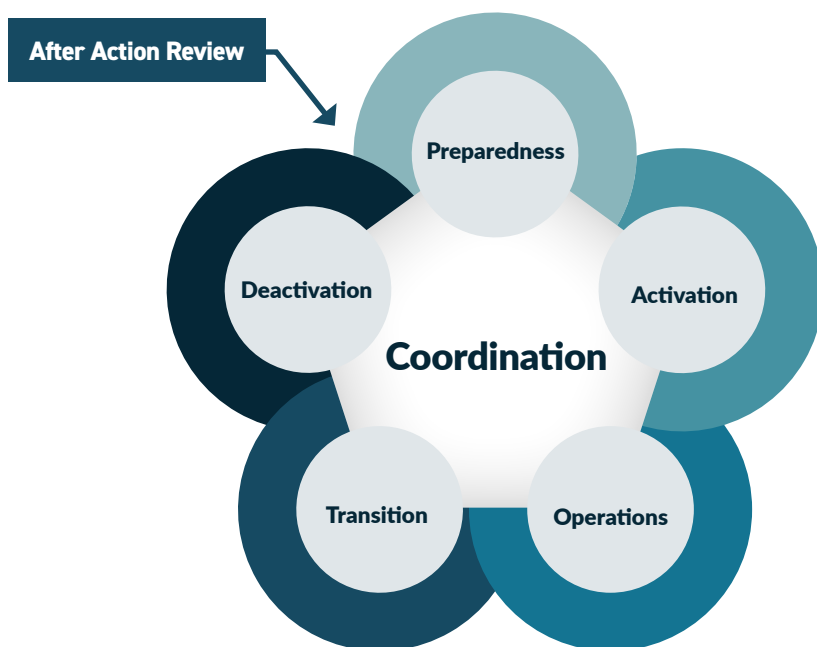 After Action Review
Preparedness
Deactivation
Activation
Coordination
Transition
Operations